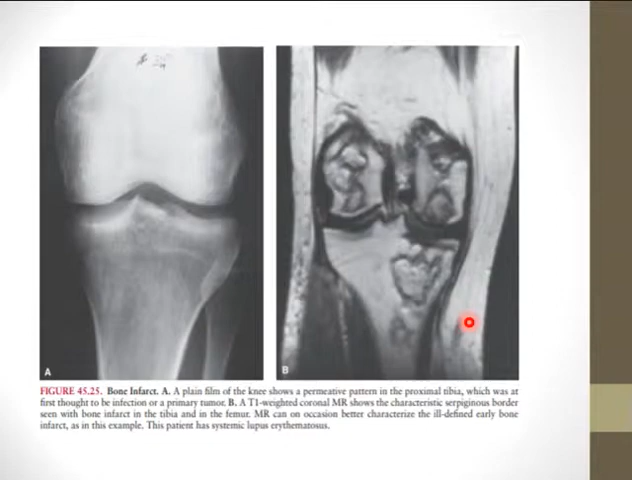 A
B
FIGURE 45.25. Bone Infarct. A. A plain film of the knee shows a permeative pattern in the proximal tibia, which was at
first thought to be infection or a primary tumor. B. A T1-weighted coronal MR shows the characteristic serpiginous border
seen with bone infarct in the tibia and in the femur. MR can on occasion better characterize the ill-defined early bone
infarct, as in this example. This patient has systemic lupus erythematosus.